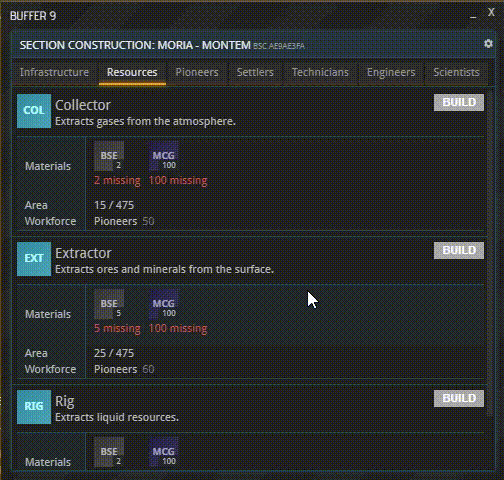 BUFFER 9 _ X
SECTION CONSTRUCTION: MORIA - MONTEM BSC AE9AE3FA
Infrastructure Resources Pioneers Settlers Technicians Engineers Scientists
COL Collector BUILD
Extracts gases from the atmosphere.
Materials BSE 2 MCG 100
2 missing 100 missing
Area 15 / 475
Workforce Pioneers 50
EXT Extractor BUILD
Extracts ores and minerals from the surface.
Materials BSE 5 MCG 100
5 missing 100 missing
Area 25 / 475
Workforce Pioneers 60
RIG Rig BUILD
Extracts liquid resources.
Materials BSE 2 MCG 100